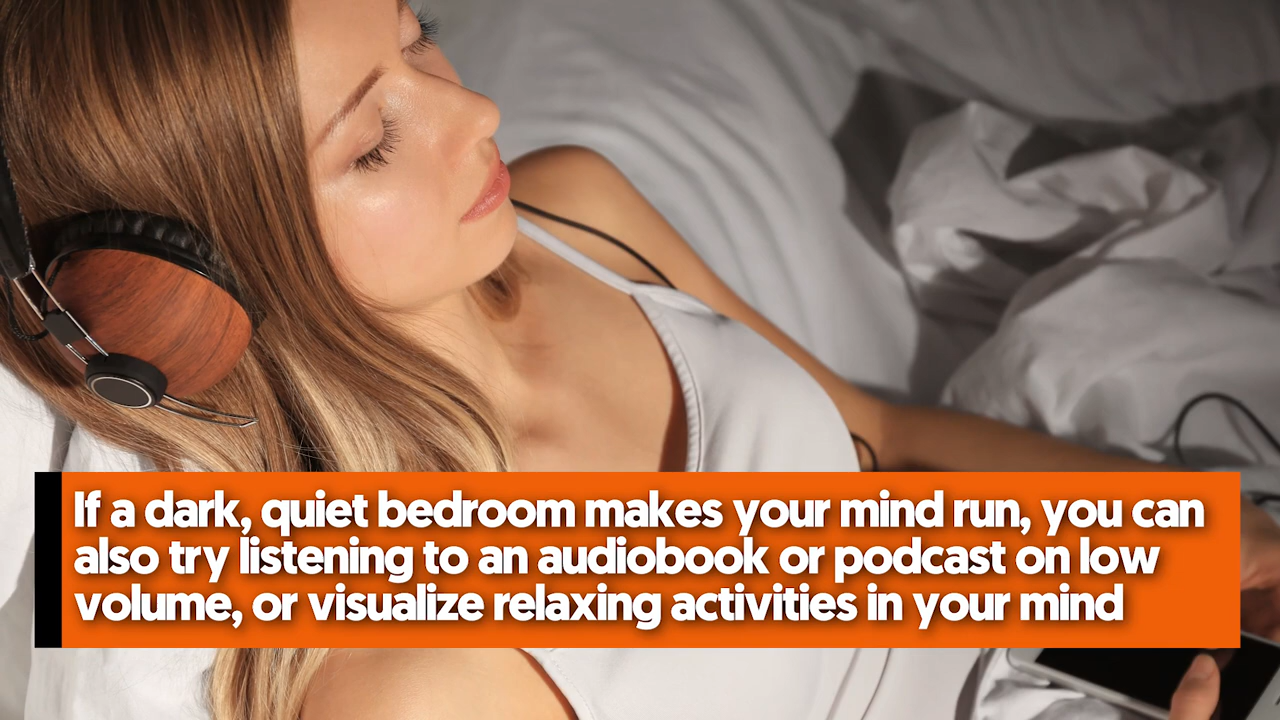 If a dark, quiet bedroom makes your mind run, you can
also try listening to an audiobook or podcast on low
volume, or visualize relaxing activities in your mind